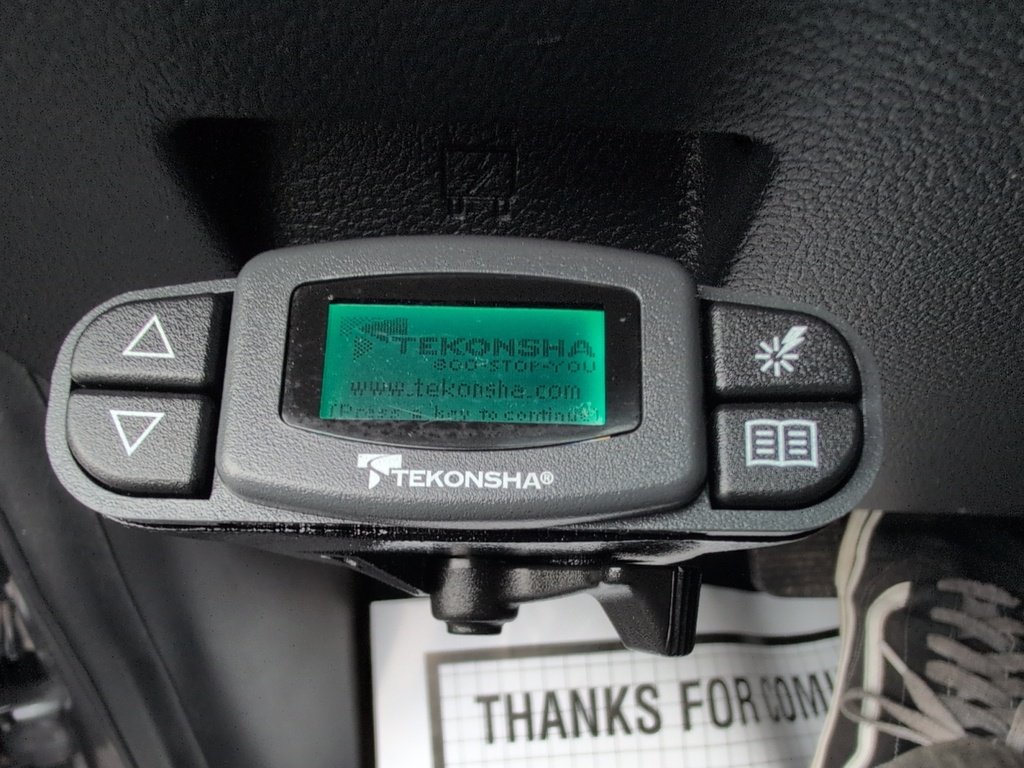 TEKONSHA
800-STOP-YOU
www.tekonsha.com
(Press a key to continue)
TEKONSHA®
THANKS FOR